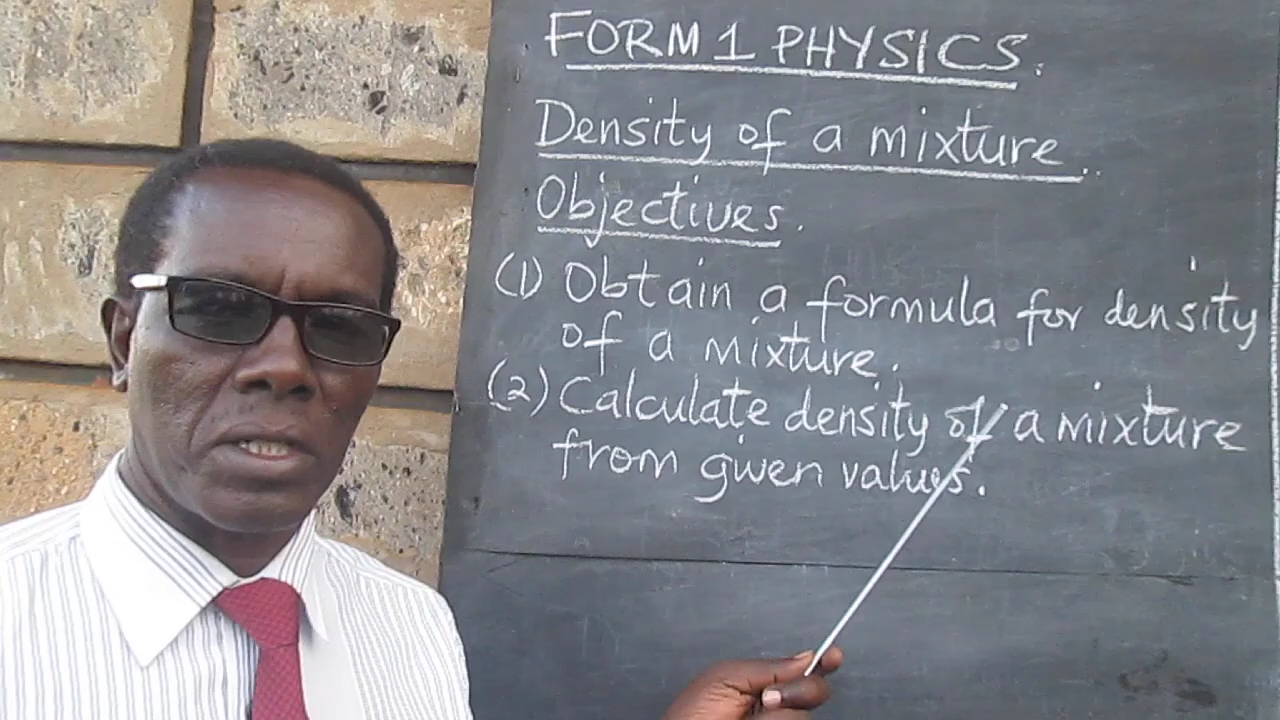 FORM 1 PHYSICS.
Density of a mixture.
Objectives.
(1) Obtain a formula for density
of a mixture.
(2) Calculate density of a mixture
from given values.